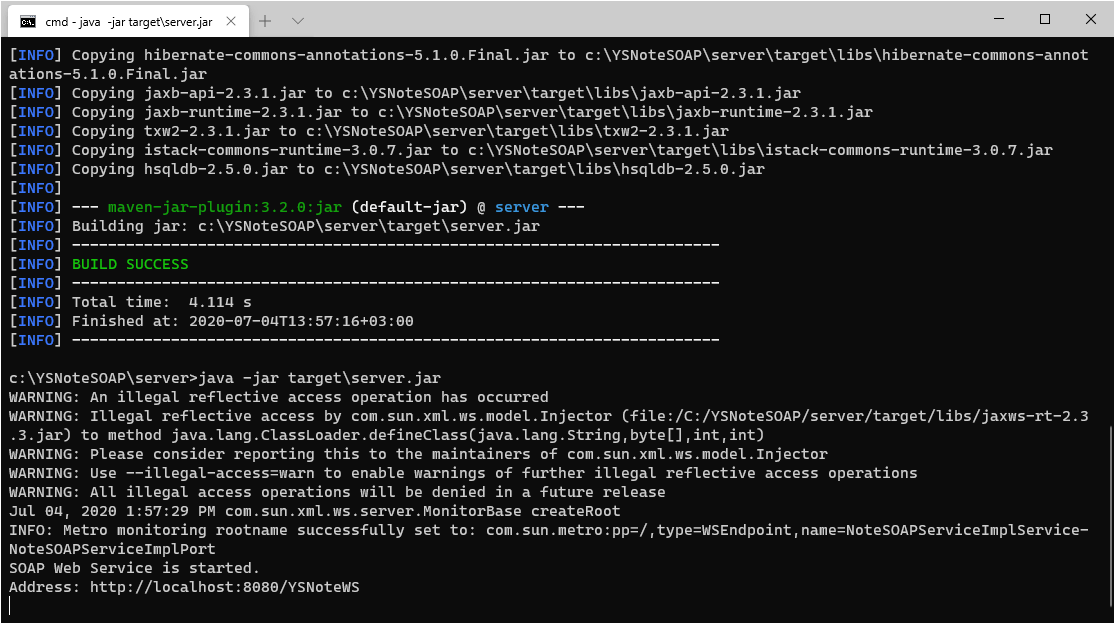 cmd - java  -jar target\server.jar
[INFO] Copying hibernate-commons-annotations-5.1.0.Final.jar to c:\YSNoteSOAP\server\target\libs\hibernate-commons-annot
ations-5.1.0.Final.jar
[INFO] Copying jaxb-api-2.3.1.jar to c:\YSNoteSOAP\server\target\libs\jaxb-api-2.3.1.jar
[INFO] Copying jaxb-runtime-2.3.1.jar to c:\YSNoteSOAP\server\target\libs\jaxb-runtime-2.3.1.jar
[INFO] Copying txw2-2.3.1.jar to c:\YSNoteSOAP\server\target\libs\txw2-2.3.1.jar
[INFO] Copying istack-commons-runtime-3.0.7.jar to c:\YSNoteSOAP\server\target\libs\istack-commons-runtime-3.0.7.jar
[INFO] Copying hsqldb-2.5.0.jar to c:\YSNoteSOAP\server\target\libs\hsqldb-2.5.0.jar
[INFO]
[INFO] --- maven-jar-plugin:3.2.0:jar (default-jar) @ server ---
[INFO] Building jar: c:\YSNoteSOAP\server\target\server.jar
[INFO] ------------------------------------------------------------------------
[INFO] BUILD SUCCESS
[INFO] ------------------------------------------------------------------------
[INFO] Total time:  4.114 s
[INFO] Finished at: 2020-07-04T13:57:16+03:00
[INFO] ------------------------------------------------------------------------
c:\YSNoteSOAP\server>java -jar target\server.jar
WARNING: An illegal reflective access operation has occurred
WARNING: Illegal reflective access by com.sun.xml.ws.model.Injector (file:/C:/YSNoteSOAP/server/target/libs/jaxws-rt-2.3
.3.jar) to method java.lang.ClassLoader.defineClass(java.lang.String,byte[],int,int)
WARNING: Please consider reporting this to the maintainers of com.sun.xml.ws.model.Injector
WARNING: Use --illegal-access=warn to enable warnings of further illegal reflective access operations
WARNING: All illegal access operations will be denied in a future release
Jul 04, 2020 1:57:29 PM com.sun.xml.ws.server.MonitorBase createRoot
INFO: Metro monitoring rootname successfully set to: com.sun.metro:pp=/,type=WSEndpoint,name=NoteSOAPServiceImplService-
NoteSOAPServiceImplPort
SOAP Web Service is started.
Address: http://localhost:8080/YSNoteWS